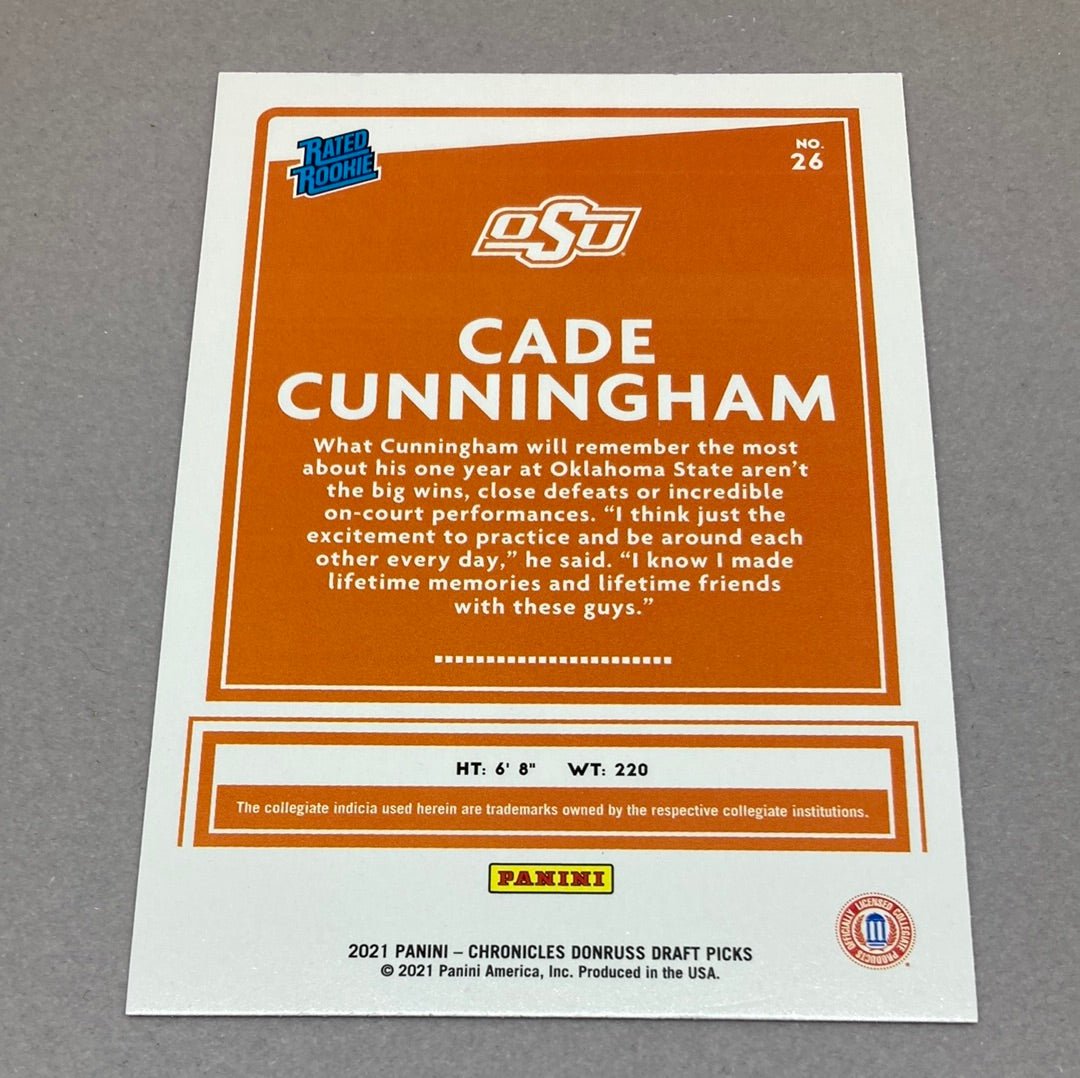 RATED
ROOKIE
NO.
26
OSU
CADE
CUNNINGHAM
What Cunningham will remember the most
about his one year at Oklahoma State aren’t
the big wins, close defeats or incredible
on-court performances. “I think just the
excitement to practice and be around each
other every day,” he said. “I know I made
lifetime memories and lifetime friends
with these guys.”
HT: 6' 8" WT: 220
The collegiate indicia used herein are trademarks owned by the respective collegiate institutions.
PANINI
OFFICIALLY LICENSED COLLEGIATE PRODUCTS
2021 PANINI – CHRONICLES DONRUSS DRAFT PICKS
© 2021 Panini America, Inc. Produced in the USA.